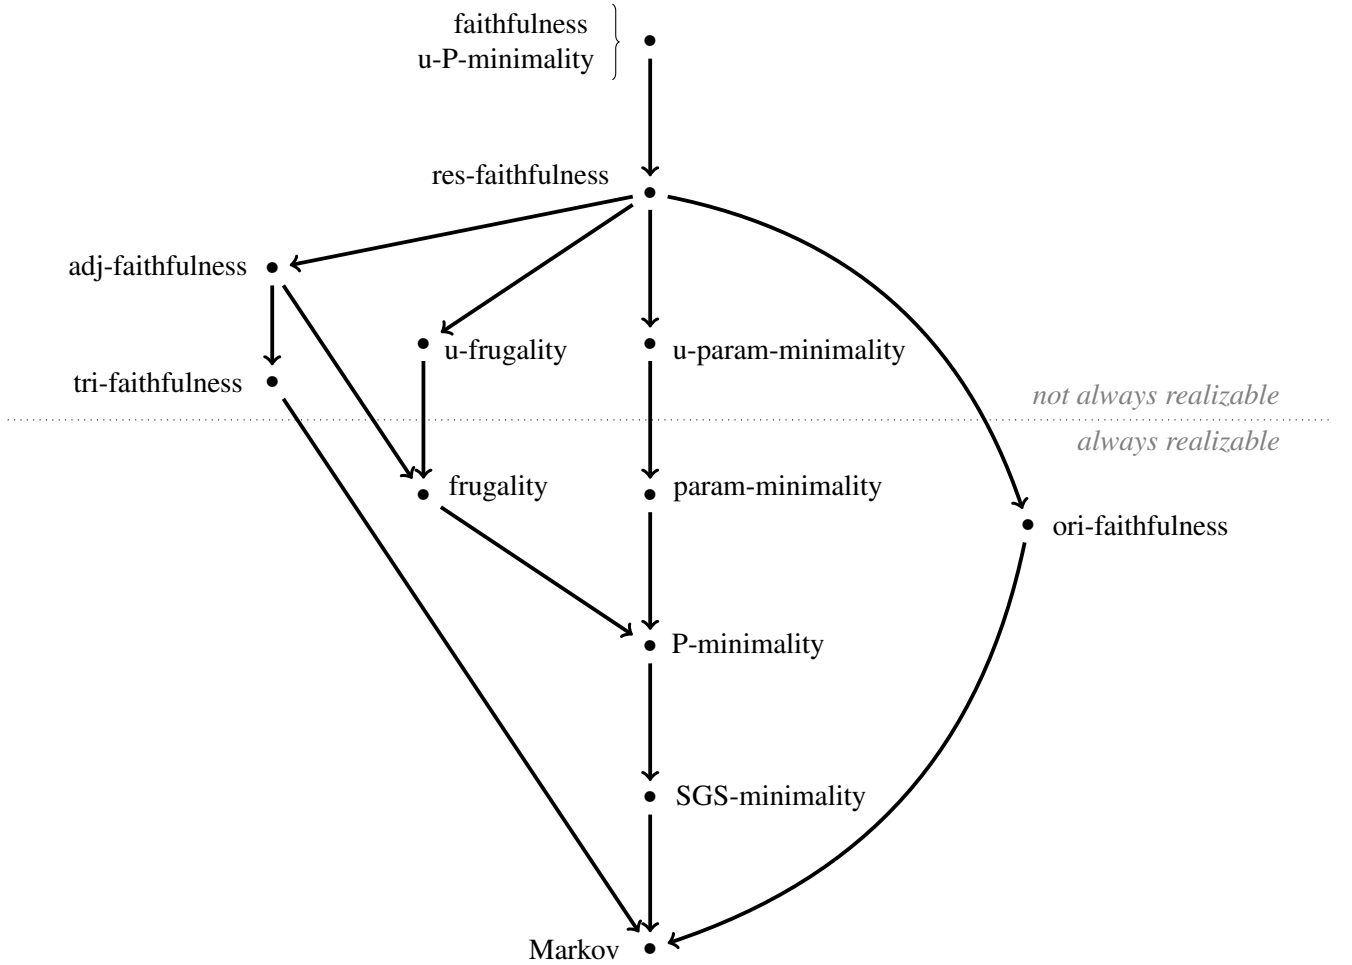 faithfulness
u-P-minimality
res-faithfulness
adj-faithfulness
u-frugality
u-param-minimality
tri-faithfulness
not always realizable
always realizable
frugality
param-minimality
ori-faithfulness
P-minimality
SGS-minimality
Markov